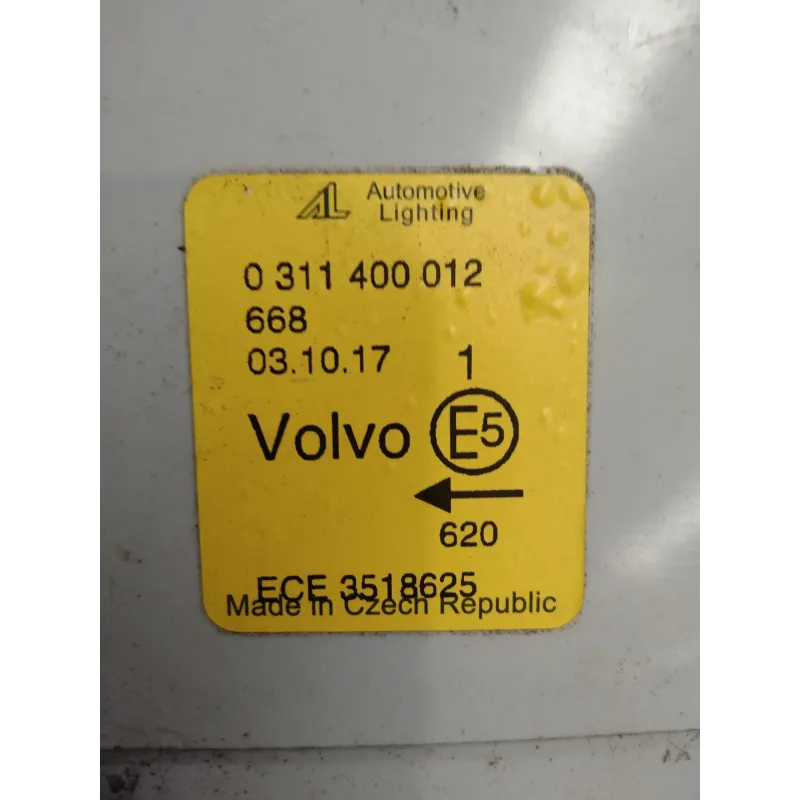 AL Automotive
Lighting
0 311 400 012
668
03.10.17 1
Volvo E5
620
ECE 3518625
Made in Czech Republic